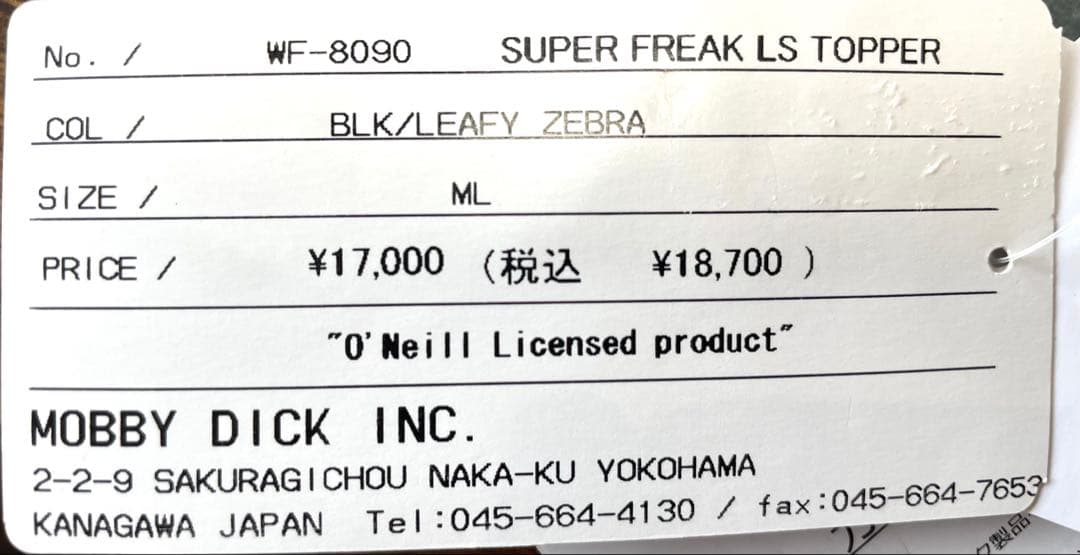 No. / WF-8090 SUPER FREAK LS TOPPER
COL / BLK/LEAFY ZEBRA
SIZE / ML
PRICE / ¥17,000 (税込 ¥18,700 )
"O'Neill Licensed product"
MOBBY DICK INC.
2-2-9 SAKURAGICHOU NAKA-KU YOKOHAMA
KANAGAWA JAPAN Tel:045-664-4130 / fax:045-664-7653
製品